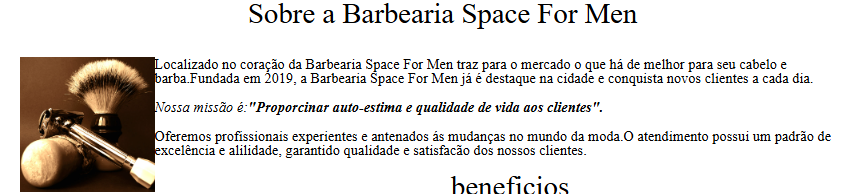 Sobre a Barbearia Space For Men
Localizado no coração da Barbearia Space For Men traz para o mercado o que há de melhor para seu cabelo e
barba.Fundada em 2019, a Barbearia Space For Men já é destaque na cidade e conquista novos clientes a cada dia.
Nossa missão é:"Proporcinar auto-estima e qualidade de vida aos clientes".
Oferemos profissionais experientes e antenados ás mudanças no mundo da moda.O atendimento possui um padrão de
excelência e alilidade, garantido qualidade e satisfacão dos nossos clientes.
beneficios